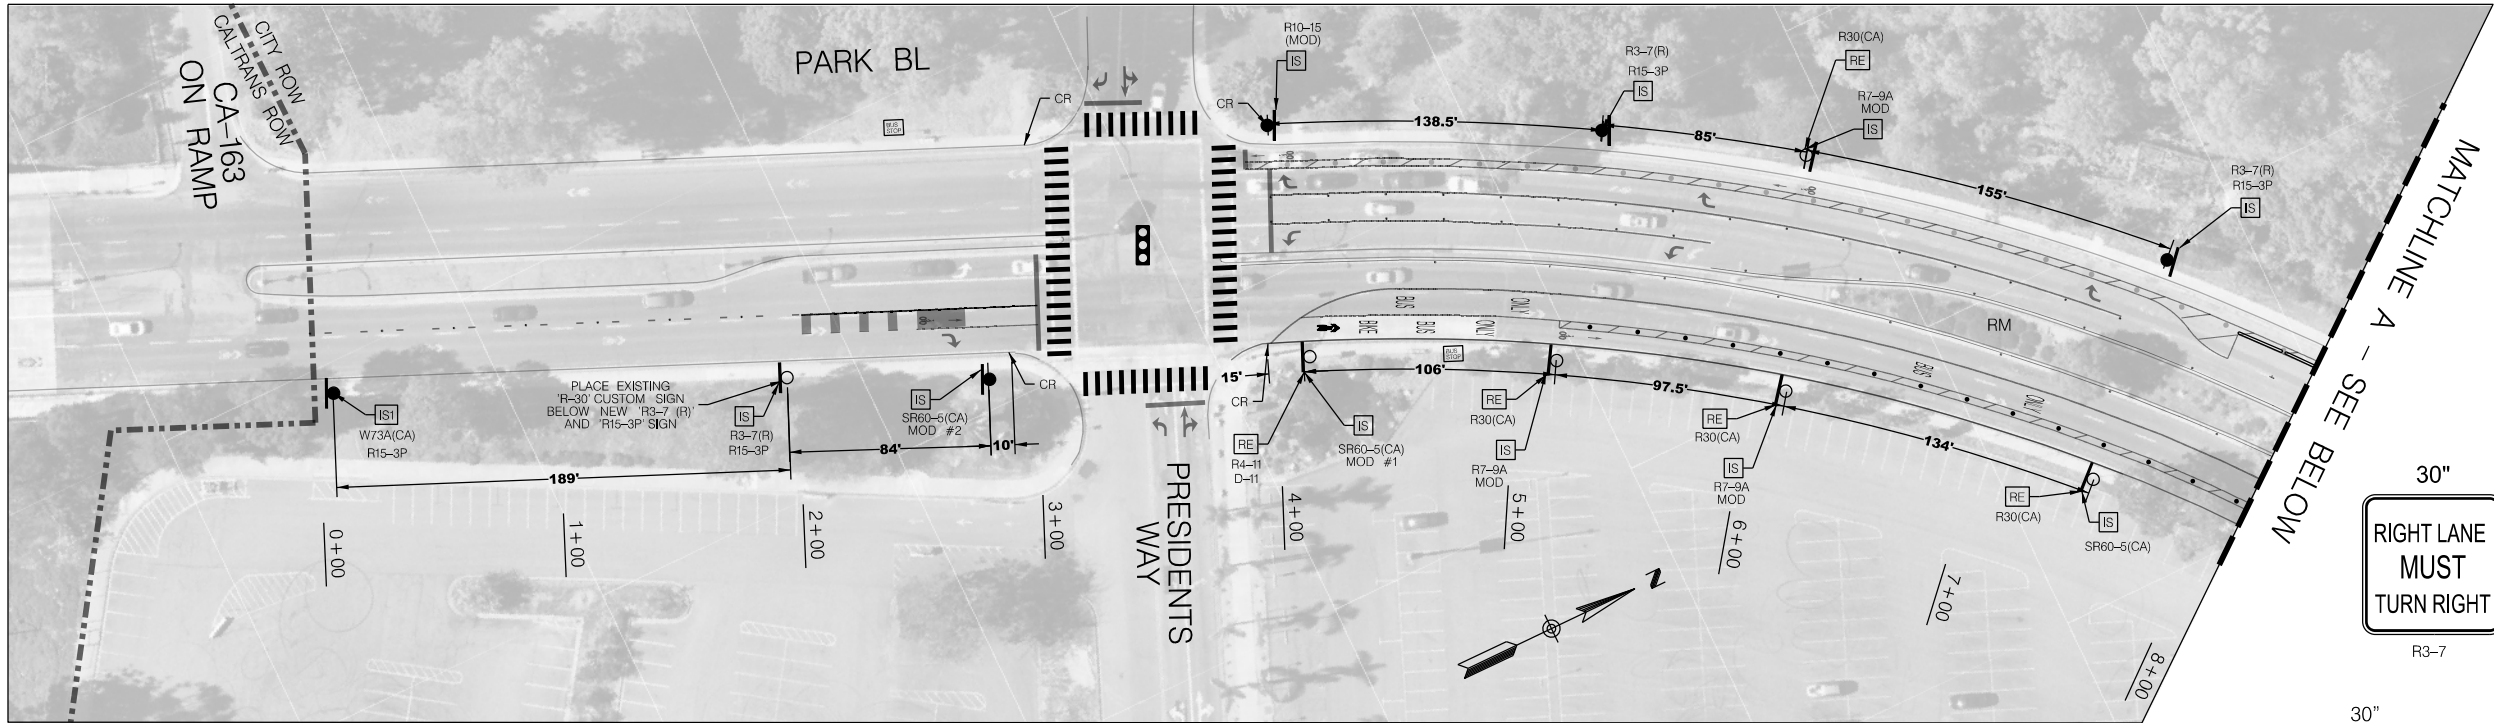 CITY ROW
CALTRANS ROW
CA-163
ON RAMP
PARK BL
BUS
STOP
CR
CR
R10-15
(MOD)
IS
138.5'
R3-7(R)
R15-3P
IS
85'
R30(CA)
RE
R7-9A
MOD
IS
155'
R3-7(R)
R15-3P
IS
MATCHLINE A - SEE BELOW
RM
BUS
ONLY
BIKE
BUS
ONLY
BUS
ONLY
IS1
W73A(CA)
R15-3P
PLACE EXISTING
'R-30' CUSTOM SIGN
BELOW NEW 'R3-7 (R)'
AND 'R15-3P' SIGN
IS
R3-7(R)
R15-3P
IS
SR60-5(CA)
MOD #2
CR
84'
10'
189'
PRESIDENTS
WAY
15'
CR
RE
R4-11
D-11
106'
IS
SR60-5(CA)
MOD #1
BUS
STOP
RE
R30(CA)
IS
R7-9A
MOD
97.5'
RE
R30(CA)
IS
R7-9A
MOD
134'
RE
R30(CA)
IS
SR60-5(CA)
0+00
1+00
2+00
3+00
4+00
5+00
6+00
7+00
8+00
N
30"
RIGHT LANE
MUST
TURN RIGHT
R3-7
30"